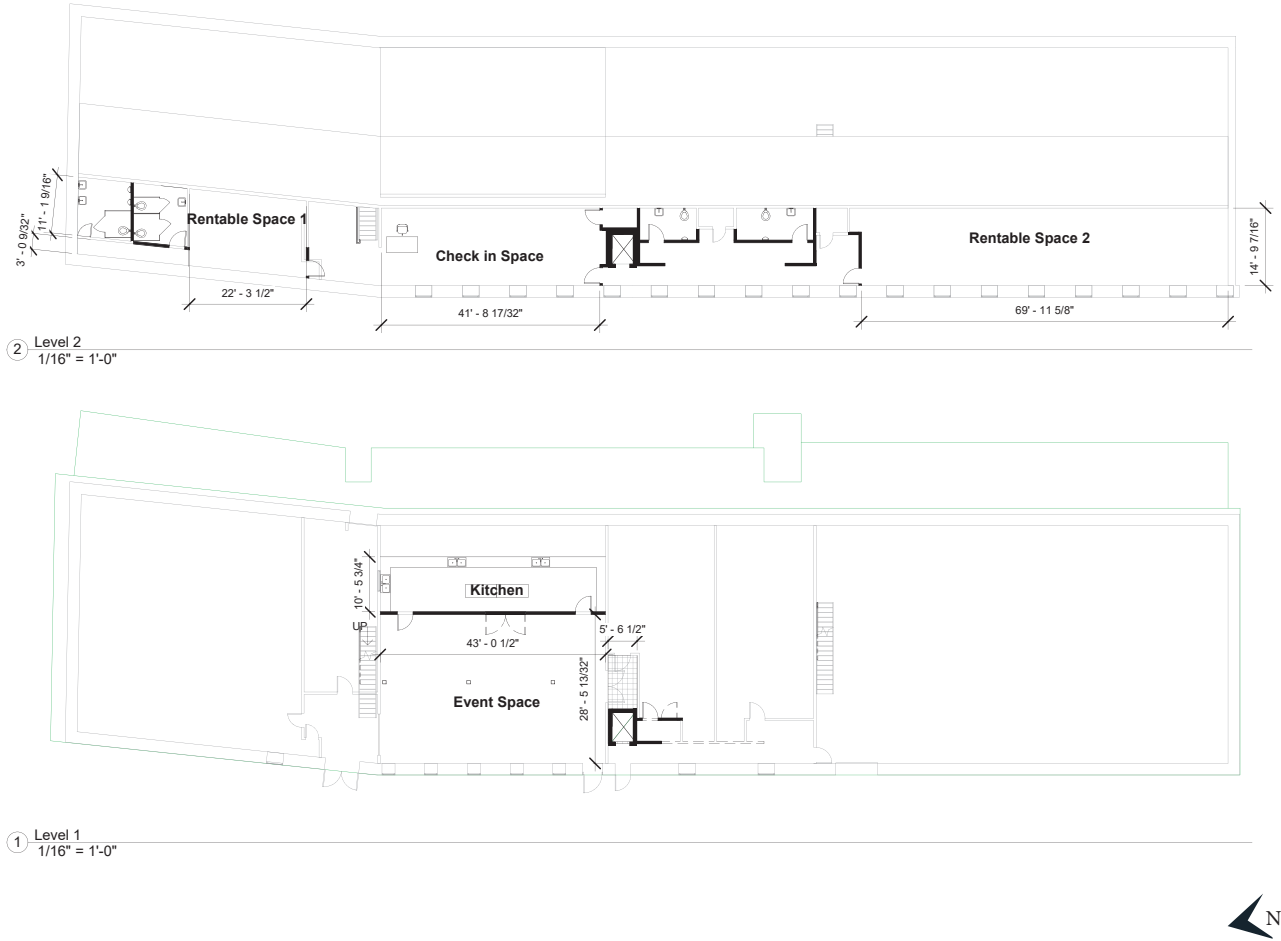 11' - 1 9/16"
3' - 0 9/32"
Rentable Space 1
22' - 3 1/2"
Check in Space
41' - 8 17/32"
Rentable Space 2
14' - 9 7/16"
69' - 11 5/8"
2
Level 2
1/16" = 1'-0"
10' - 5 3/4"
Kitchen
UP
43' - 0 1/2"
5' - 6 1/2"
28' - 5 13/32"
Event Space
1
Level 1
1/16" = 1'-0"
N